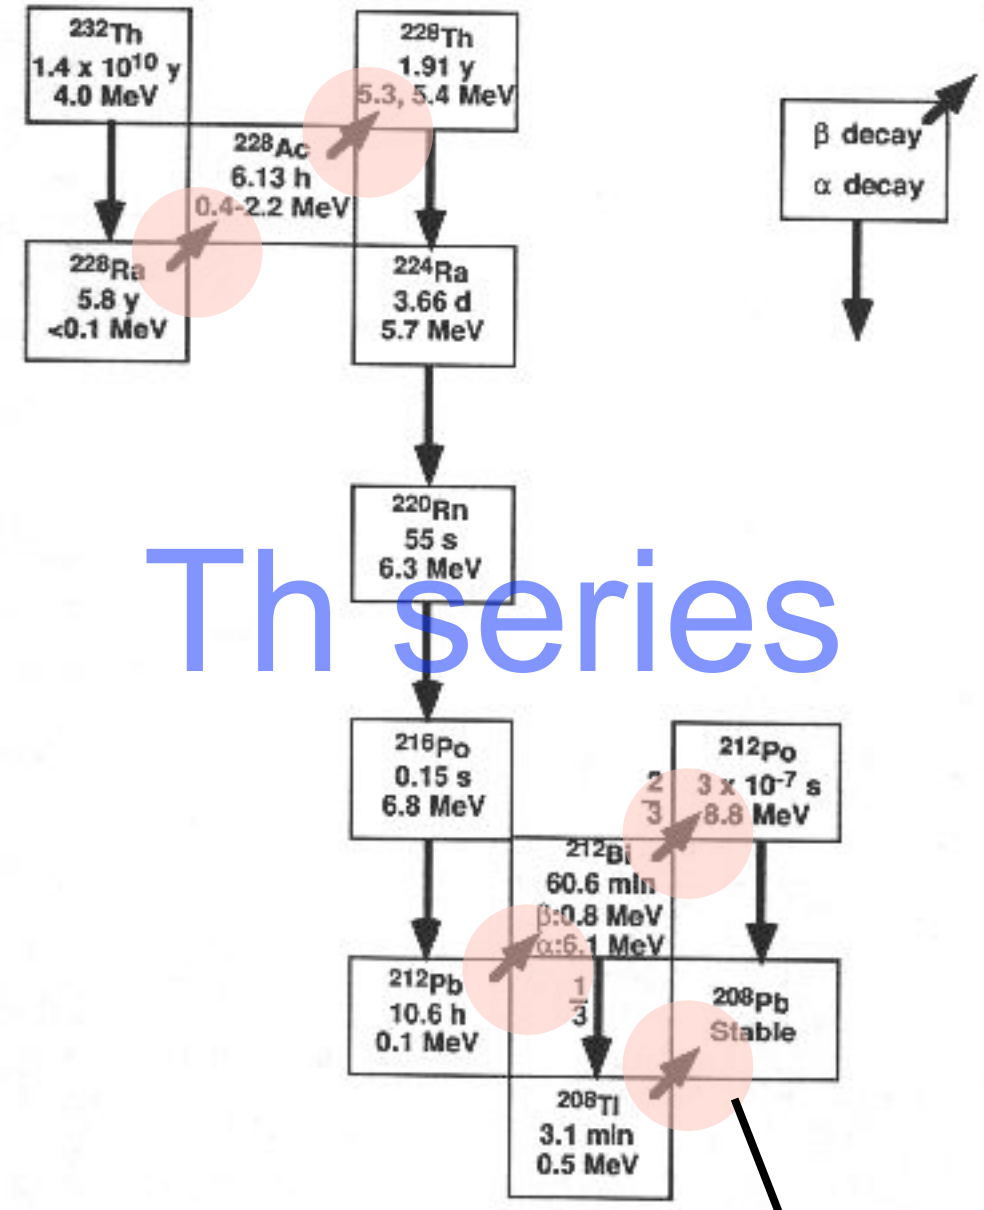 ²³²Th
1.4 x 10¹⁰ y
4.0 MeV
²²⁸Th
1.91 y
5.3, 5.4 MeV
β decay
α decay
²²⁸Ac
6.13 h
0.4-2.2 MeV
²²⁸Ra
5.8 y
<0.1 MeV
²²⁴Ra
3.66 d
5.7 MeV
²²⁰Rn
55 s
6.3 MeV
Th series
²¹⁶Po
0.15 s
6.8 MeV
2/3
²¹²Po
3 x 10⁻⁷ s
8.8 MeV
²¹²Bi
60.6 min
β:0.8 MeV
α:6.1 MeV
²¹²Pb
10.6 h
0.1 MeV
1/3
²⁰⁸Pb
Stable
²⁰⁸Tl
3.1 min
0.5 MeV